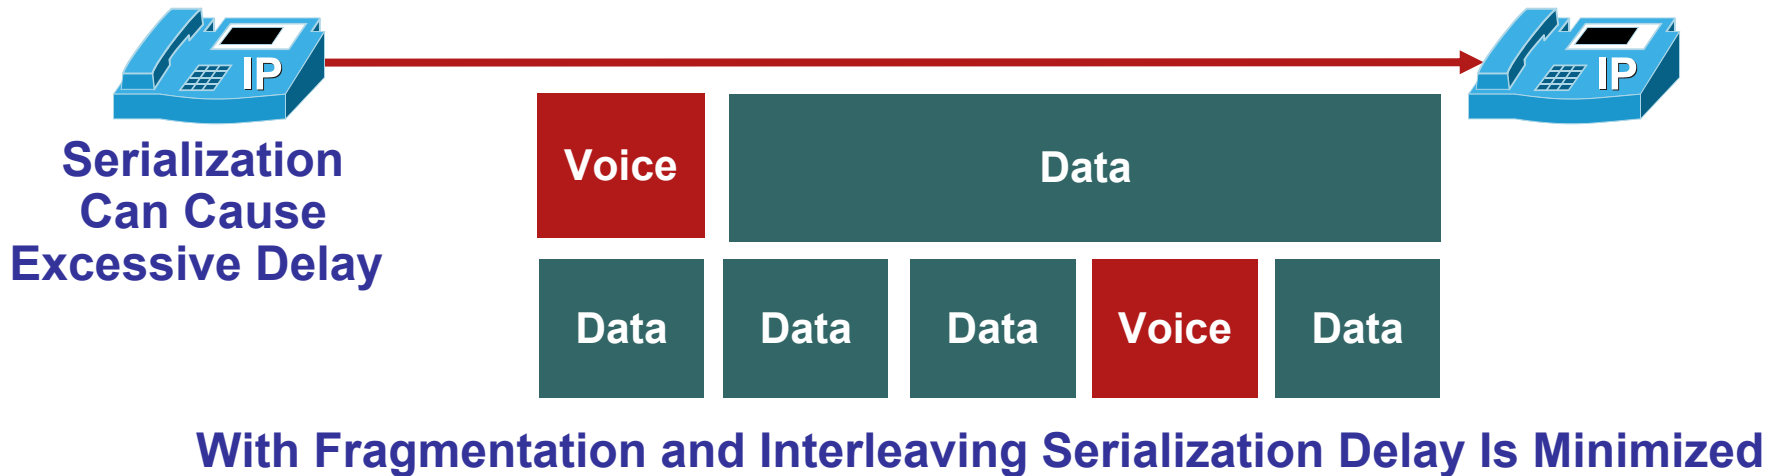 IP
IP
Serialization
Can Cause
Excessive Delay
Voice
Data
Data
Data
Data
Voice
Data
With Fragmentation and Interleaving Serialization Delay Is Minimized